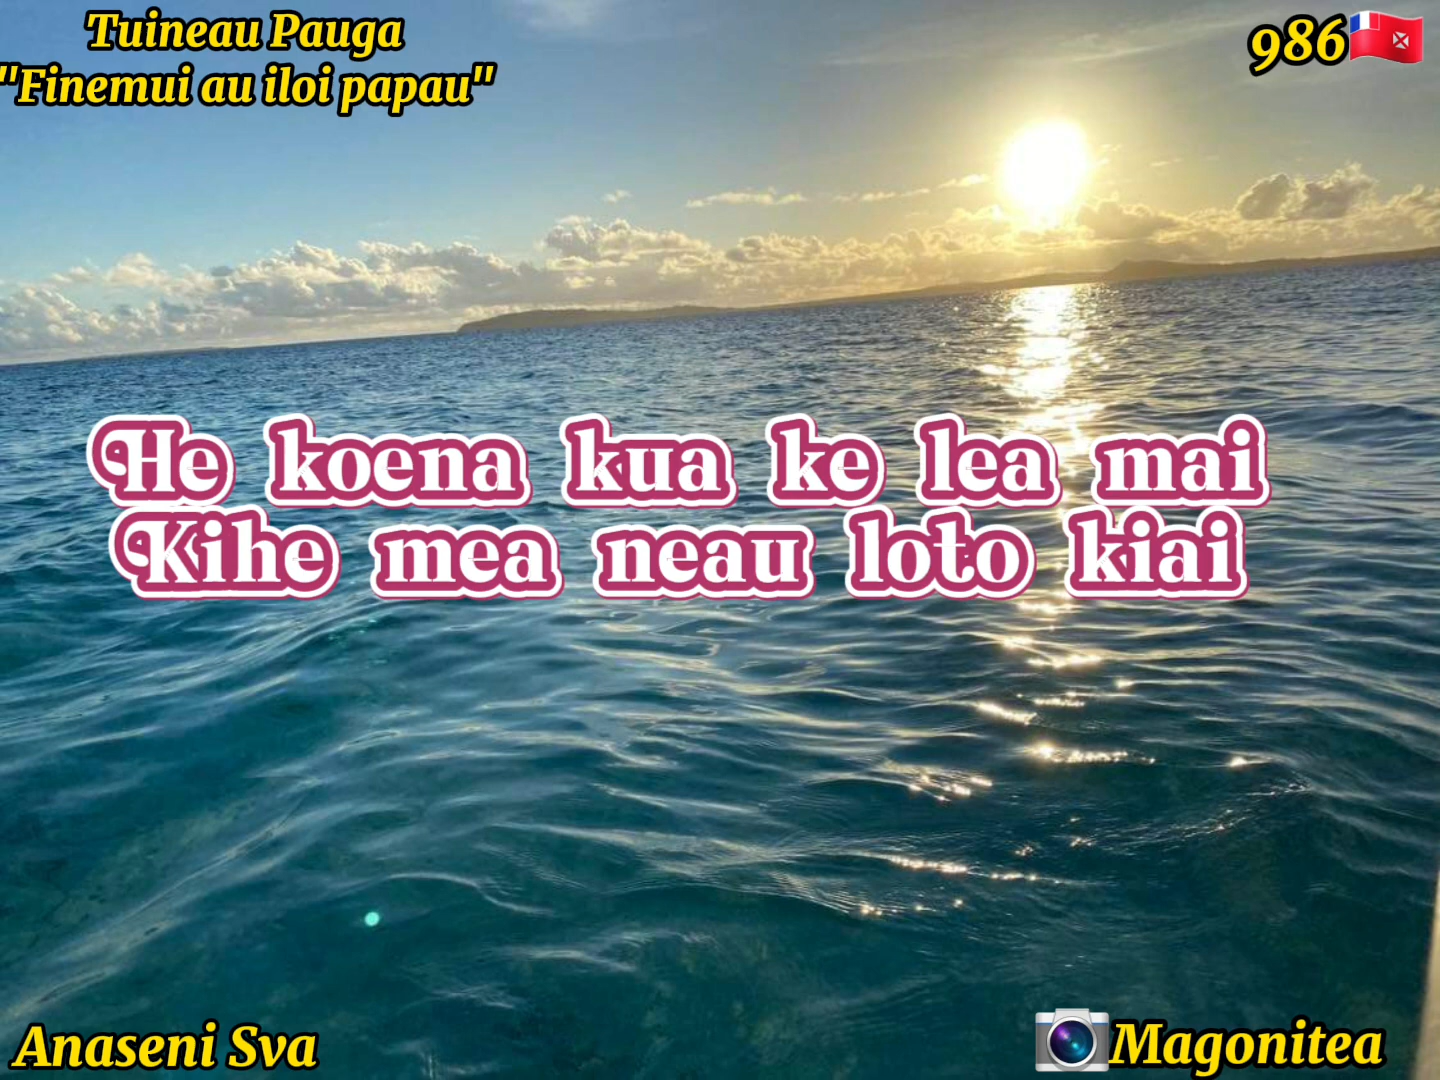 Tuineau Pauga
"Finemui au iloi papau"
986
He koena kua ke lea mai
Kihe mea neau loto kiai
Anaseni Sva
Magonitea